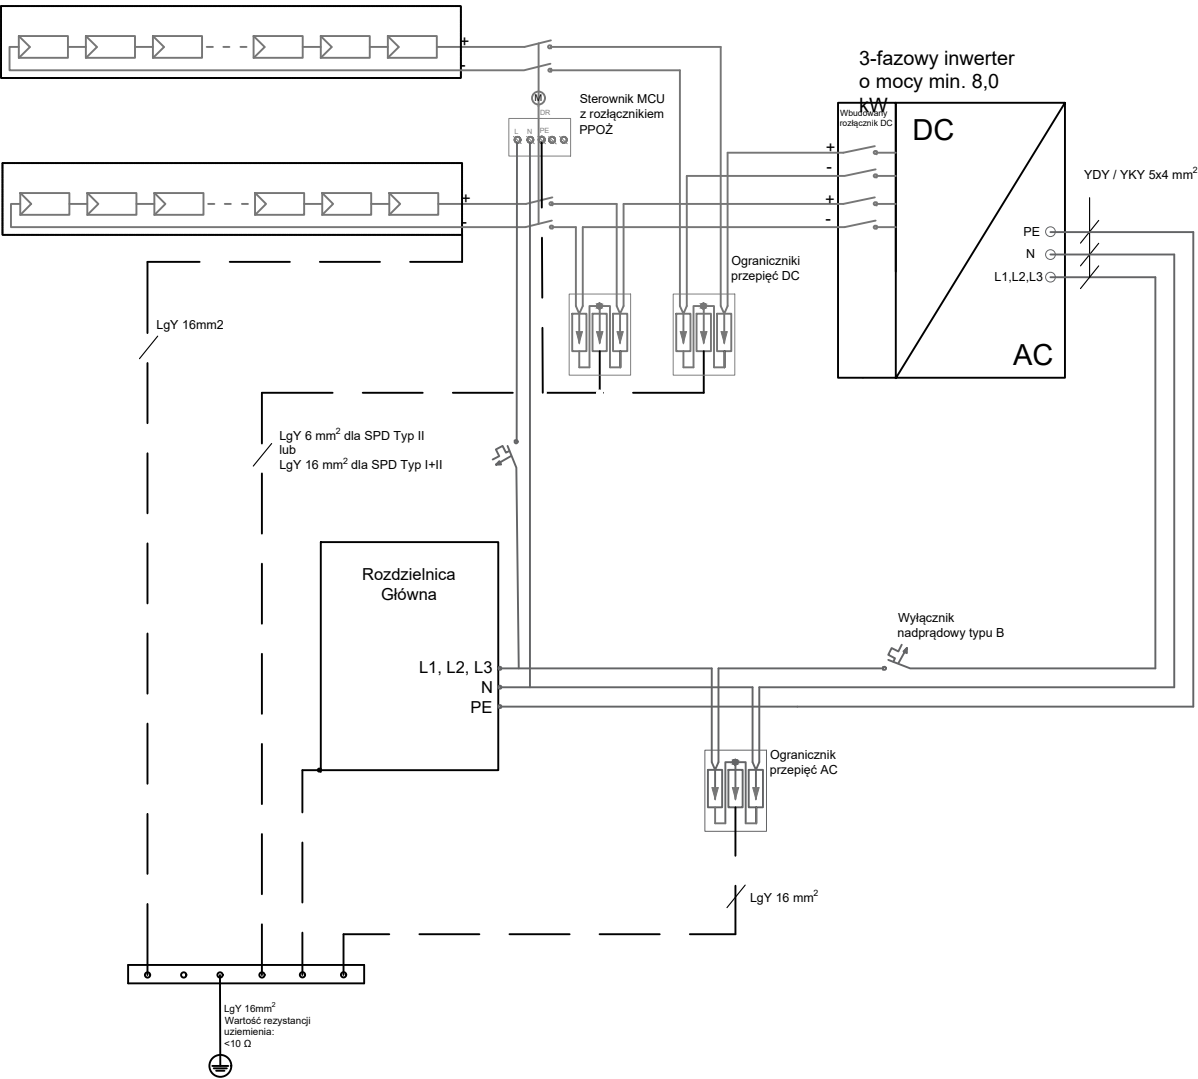 +
-
3-fazowy inwerter
o mocy min. 8,0
kW
M
Sterownik MCU
z rozłącznikiem
PPOŻ
DR
L N PE
Wbudowany
rozłącznik DC
DC
+
-
+
-
+
-
YDY / YKY 5x4 mm²
PE
N
L1,L2,L3
AC
Ograniczniki
przepięć DC
LgY 16mm2
LgY 6 mm² dla SPD Typ II
lub
LgY 16 mm² dla SPD Typ I+II
Rozdzielnica
Główna
L1, L2, L3
N
PE
Wyłącznik
nadprądowy typu B
Ogranicznik
przepięć AC
LgY 16 mm²
LgY 16mm²
Wartość rezystancji
uziemienia:
<10 Ω